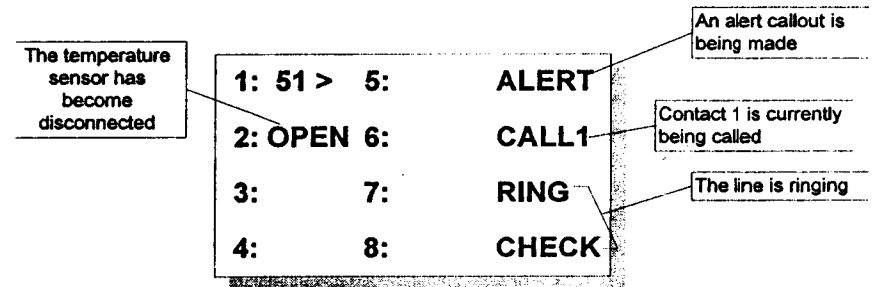 An alert callout is
being made
The temperature
sensor has
become
disconnected
1: 51 > 5: ALERT
2: OPEN 6: CALL1
Contact 1 is currently
being called
3: 7: RING
The line is ringing
4: 8: CHECK